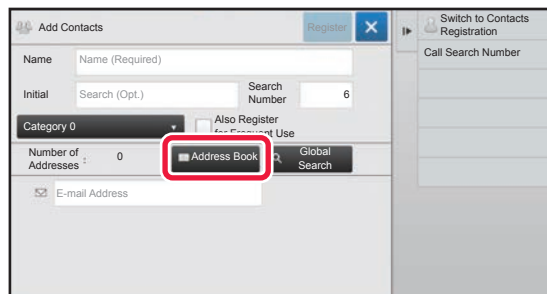 Add Contacts
Register
Name
Name (Required)
Initial
Search (Opt.)
Search
Number
6
Category 0
Also Register
for Frequent Use
Number of
Addresses
:
0
Address Book
Global
Search
E-mail Address
Switch to Contacts
Registration
Call Search Number